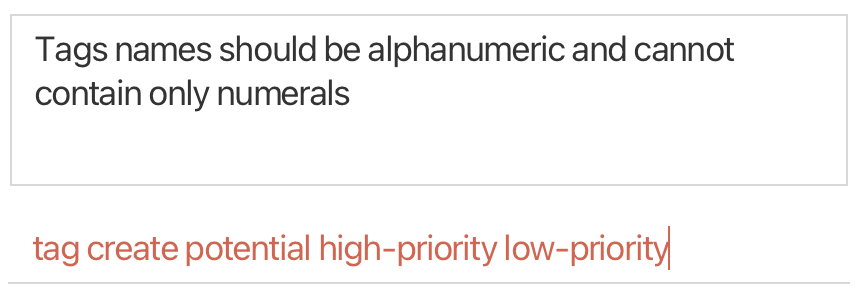 Tags names should be alphanumeric and cannot
contain only numerals
tag create potential high-priority low-priority